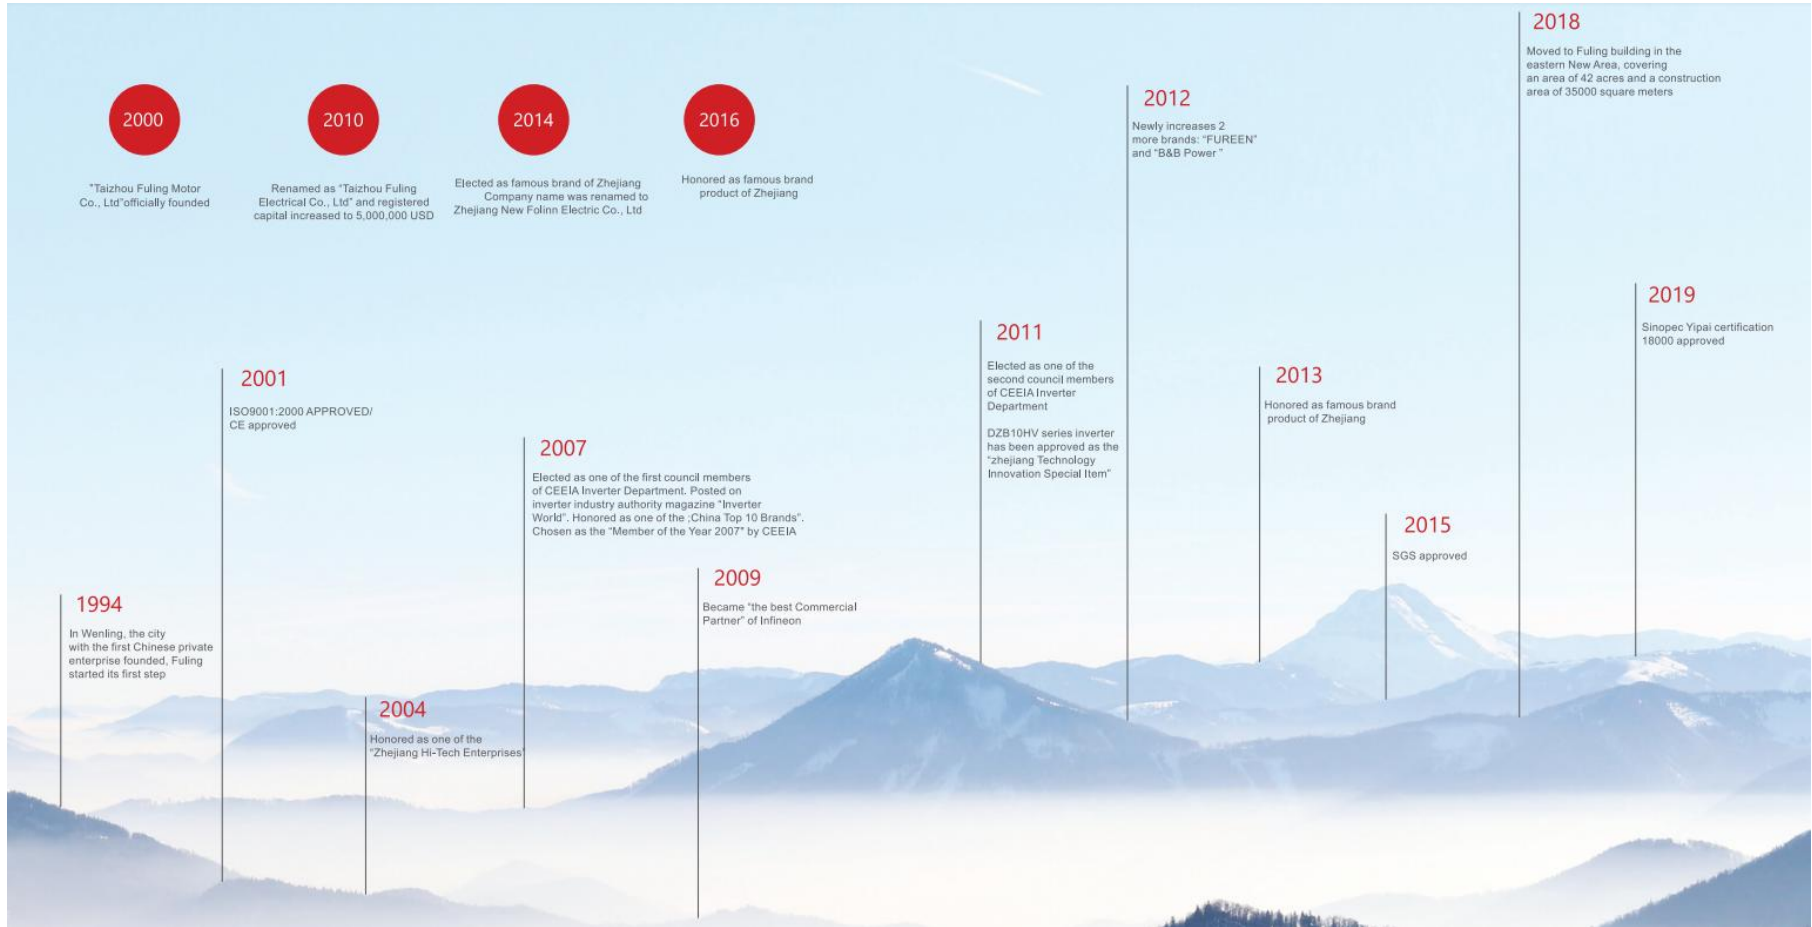 2000
"Taizhou Fuling Motor
Co., Ltd"officially founded
2010
Renamed as "Taizhou Fuling
Electrical Co., Ltd" and registered
capital increased to 5,000,000 USD
2014
Elected as famous brand of Zhejiang
Company name was renamed to
Zhejiang New Folinn Electric Co., Ltd
2016
Honored as famous brand
product of Zhejiang
1994
In Wenling, the city
with the first Chinese private
enterprise founded, Fuling
started its first step
2001
ISO9001:2000 APPROVED/
CE approved
2004
Honored as one of the
"Zhejiang Hi-Tech Enterprises"
2007
Elected as one of the first council members
of CEEIA Inverter Department. Posted on
inverter industry authority magazine "Inverter
World". Honored as one of the ;China Top 10 Brands".
Chosen as the "Member of the Year 2007" by CEEIA
2009
Became "the best Commercial
Partner" of Infineon
2011
Elected as one of the
second council members
of CEEIA Inverter
Department
DZB10HV series inverter
has been approved as the
"zhejiang Technology
Innovation Special Item"
2012
Newly increases 2
more brands: "FUREEN"
and "B&B Power "
2013
Honored as famous brand
product of Zhejiang
2015
SGS approved
2018
Moved to Fuling building in the
eastern New Area, covering
an area of 42 acres and a construction
area of 35000 square meters
2019
Sinopec Yipai certification
18000 approved